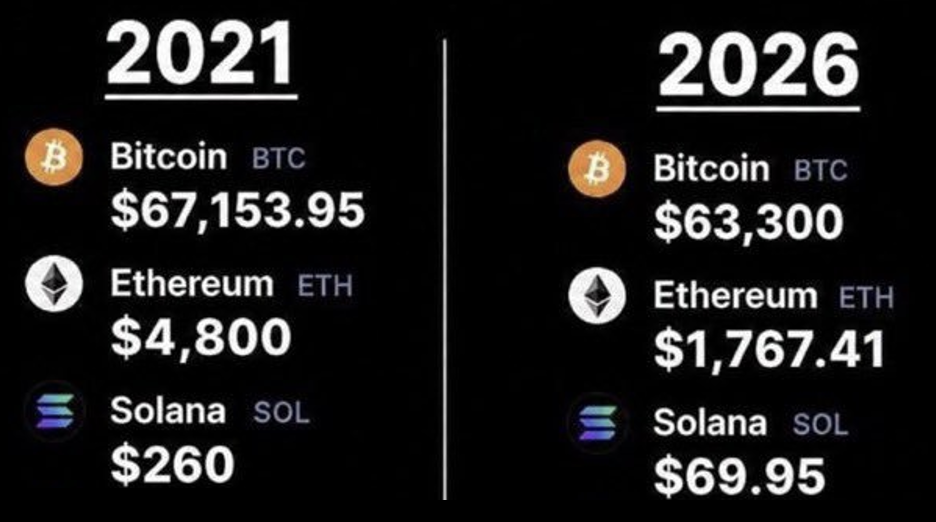 2021
Bitcoin BTC
$67,153.95
Ethereum ETH
$4,800
Solana SOL
$260
2026
Bitcoin BTC
$63,300
Ethereum ETH
$1,767.41
Solana SOL
$69.95